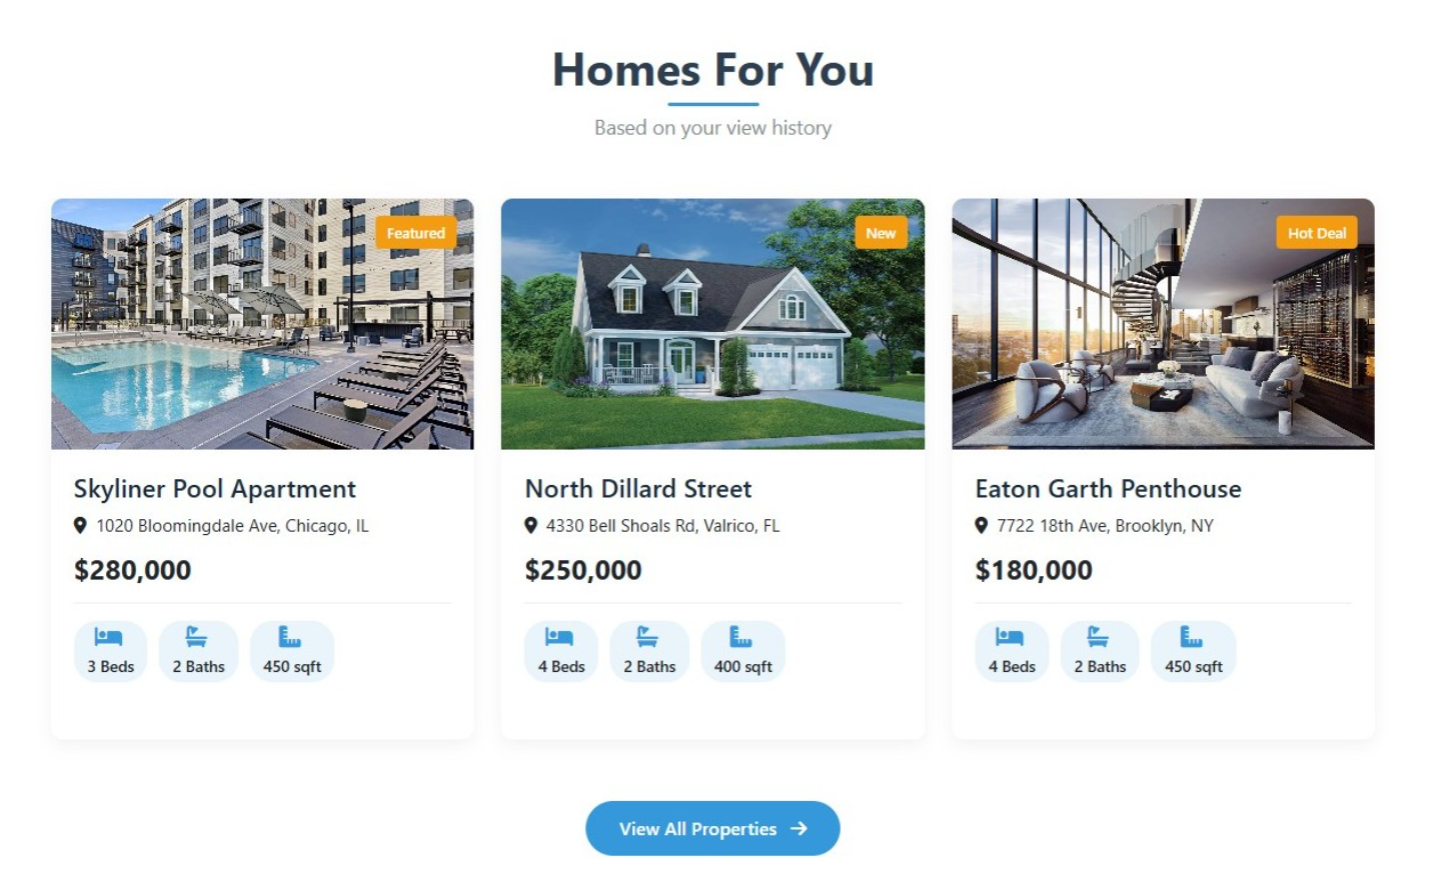 Homes For You
Based on your view history
Featured
Skyliner Pool Apartment
1020 Bloomingdale Ave, Chicago, IL
$280,000
3 Beds
2 Baths
450 sqft
New
North Dillard Street
4330 Bell Shoals Rd, Valrico, FL
$250,000
4 Beds
2 Baths
400 sqft
Hot Deal
Eaton Garth Penthouse
7722 18th Ave, Brooklyn, NY
$180,000
4 Beds
2 Baths
450 sqft
View All Properties